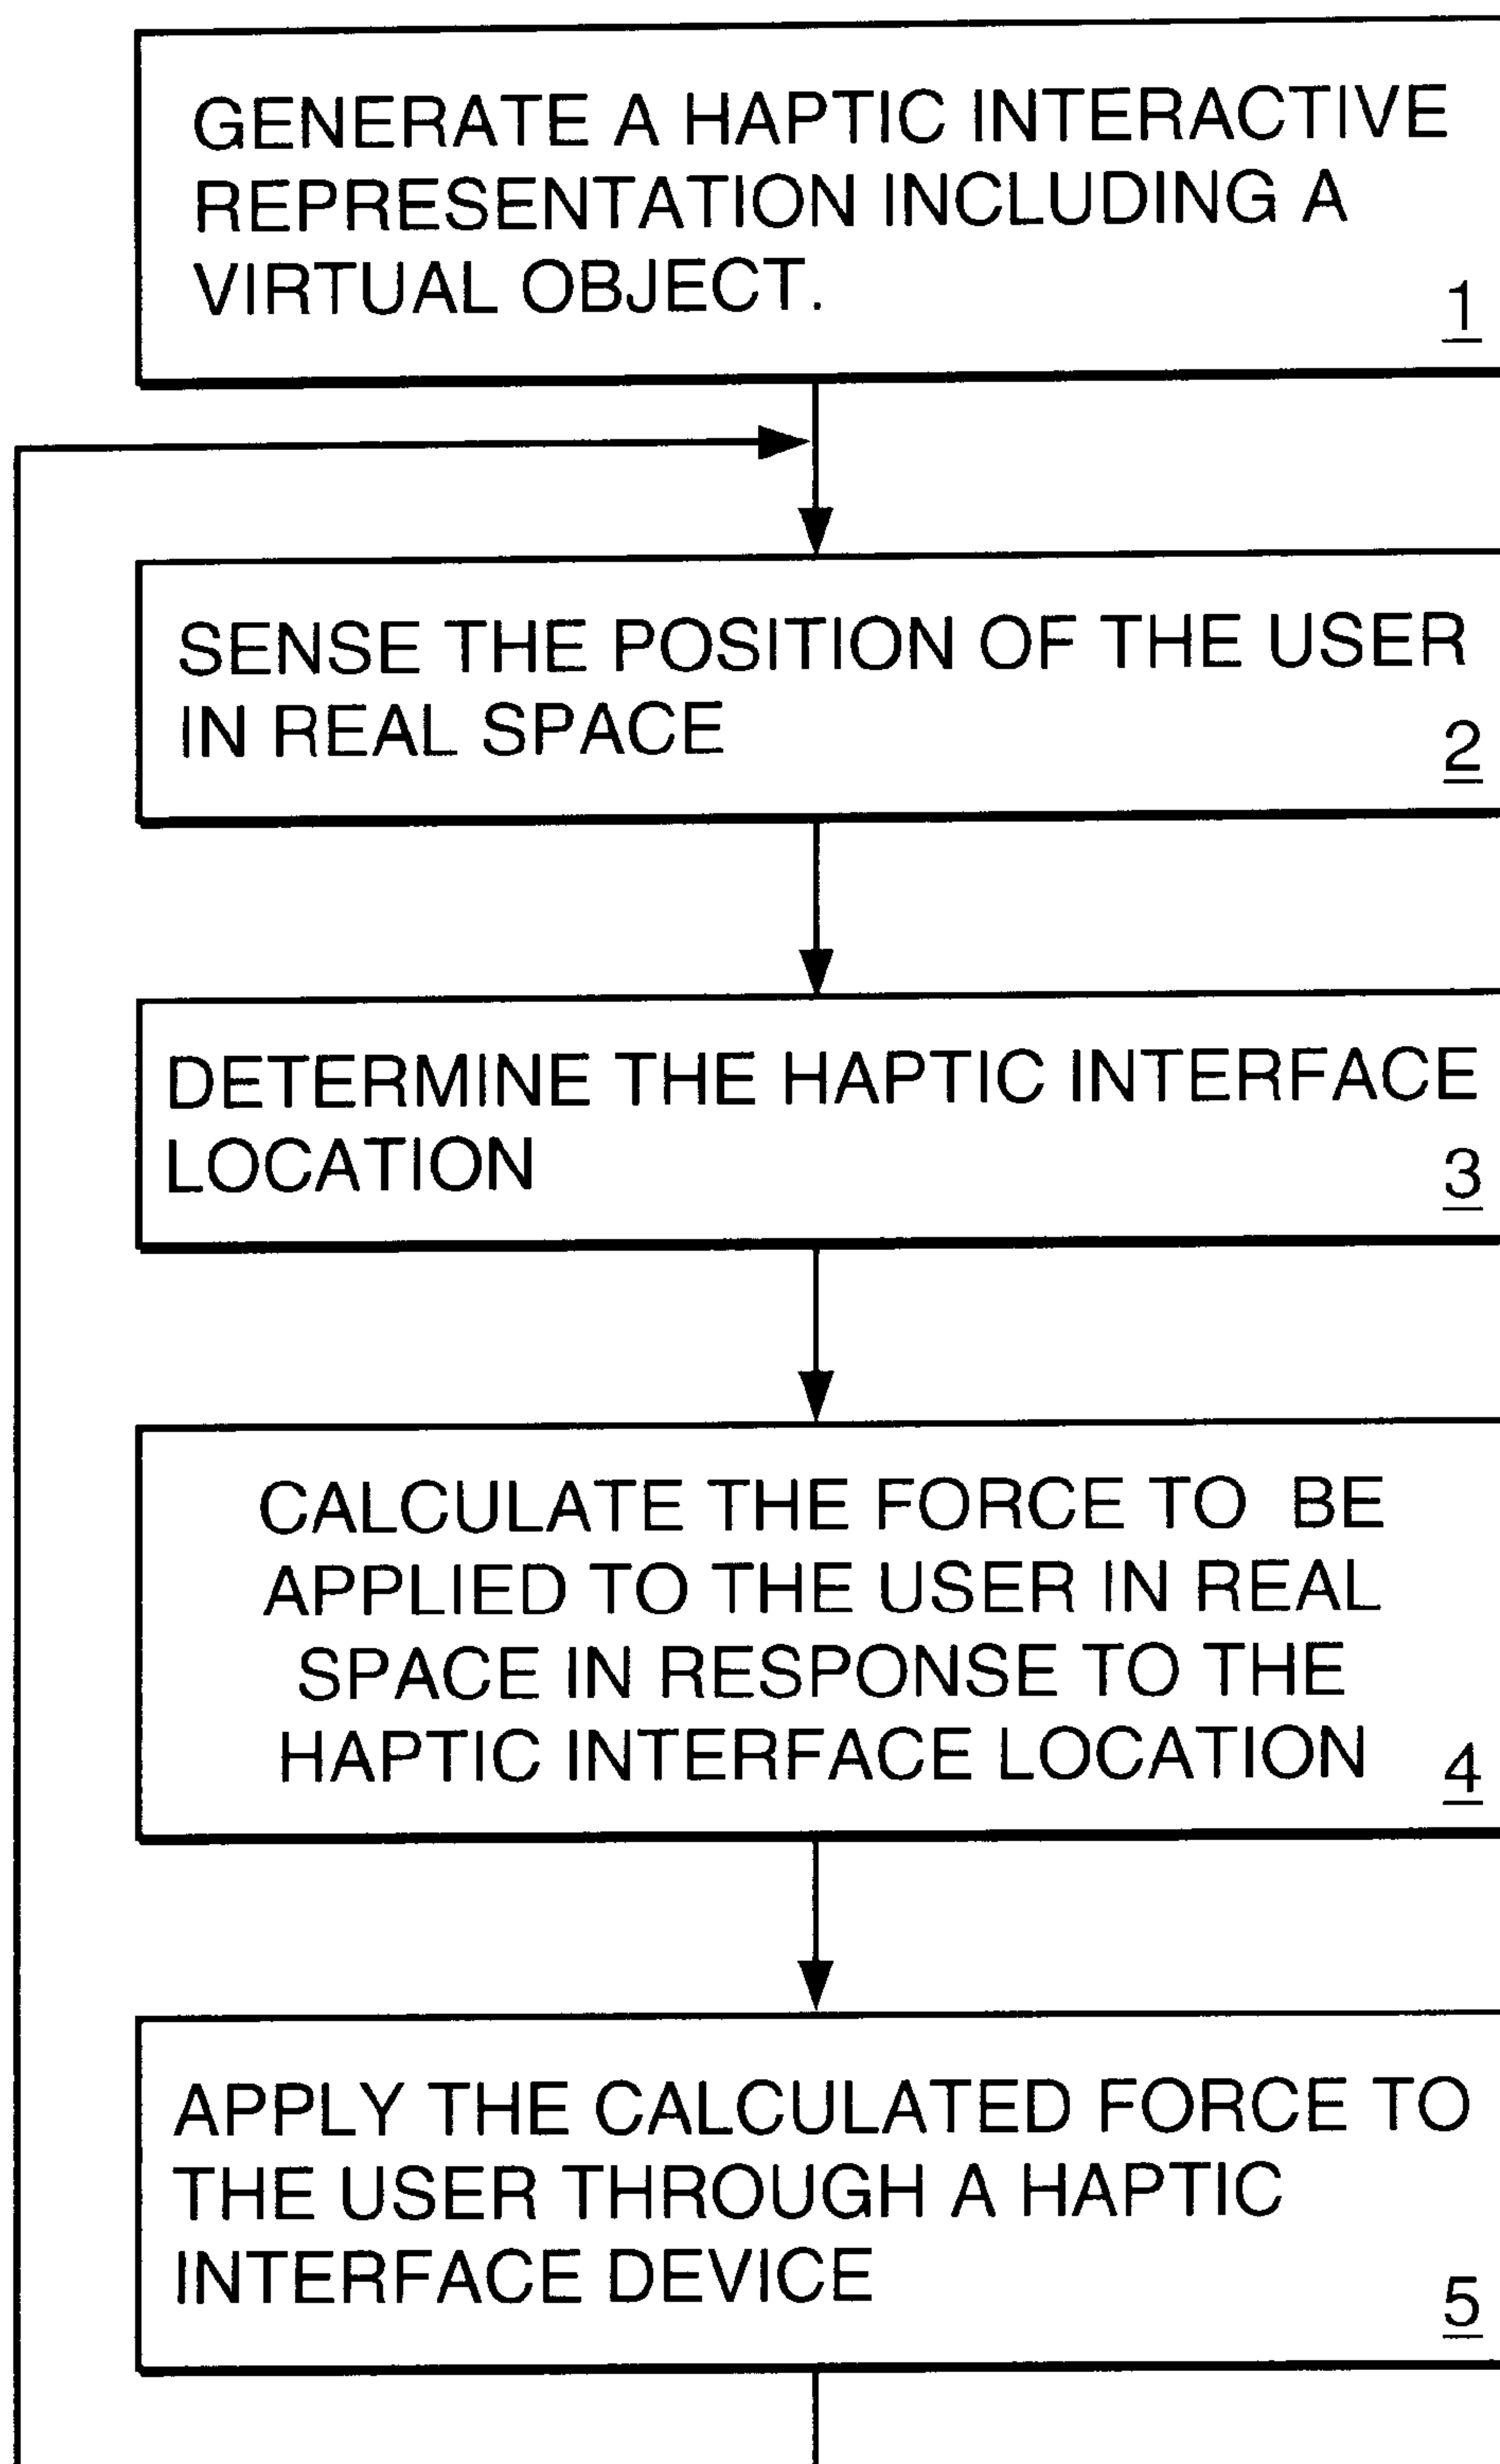 GENERATE A HAPTIC INTERACTIVE
REPRESENTATION INCLUDING A
VIRTUAL OBJECT.
1
SENSE THE POSITION OF THE USER
IN REAL SPACE
2
DETERMINE THE HAPTIC INTERFACE
LOCATION
3
CALCULATE THE FORCE TO BE
APPLIED TO THE USER IN REAL
SPACE IN RESPONSE TO THE
HAPTIC INTERFACE LOCATION
4
APPLY THE CALCULATED FORCE TO
THE USER THROUGH A HAPTIC
INTERFACE DEVICE
5